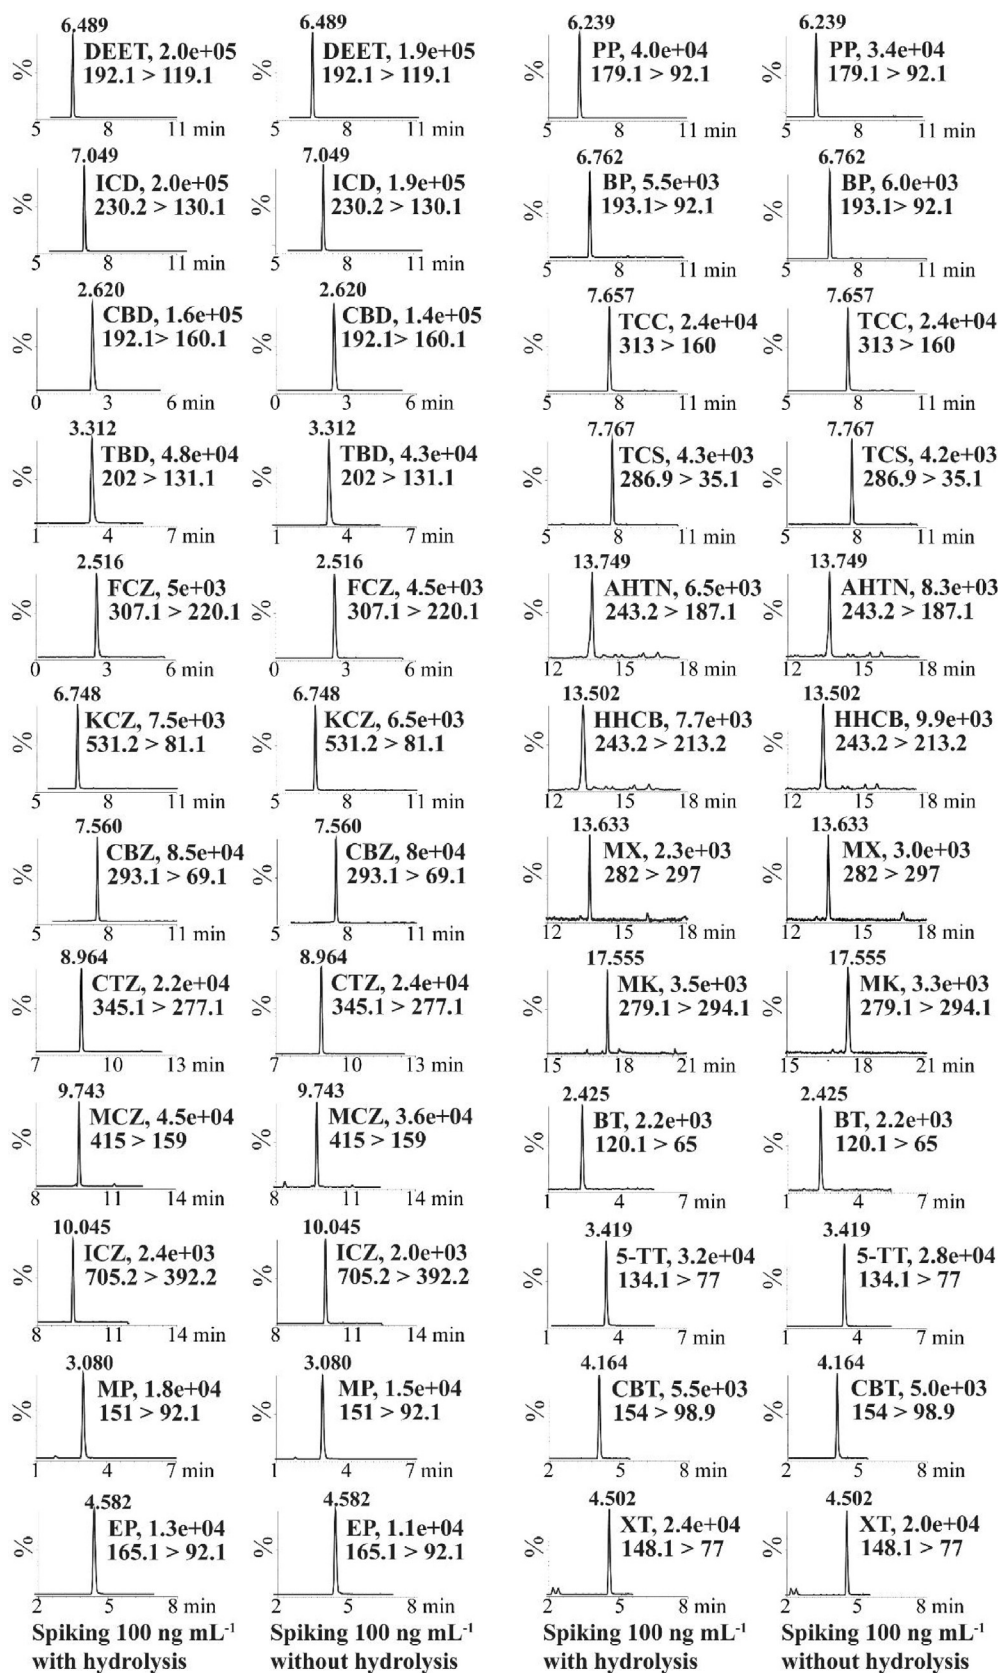 6.489
DEET, 2.0e+05
192.1 > 119.1
%
5 8 11 min
6.489
DEET, 1.9e+05
192.1 > 119.1
%
5 8 11 min
6.239
PP, 4.0e+04
179.1 > 92.1
%
5 8 11 min
6.239
PP, 3.4e+04
179.1 > 92.1
%
5 8 11 min
7.049
ICD, 2.0e+05
230.2 > 130.1
%
5 8 11 min
7.049
ICD, 1.9e+05
230.2 > 130.1
%
5 8 11 min
6.762
BP, 5.5e+03
193.1> 92.1
%
5 8 11 min
6.762
BP, 6.0e+03
193.1> 92.1
%
5 8 11 min
2.620
CBD, 1.6e+05
192.1> 160.1
%
0 3 6 min
2.620
CBD, 1.4e+05
192.1> 160.1
%
0 3 6 min
7.657
TCC, 2.4e+04
313 > 160
%
5 8 11 min
7.657
TCC, 2.4e+04
313 > 160
%
5 8 11 min
3.312
TBD, 4.8e+04
202 > 131.1
%
1 4 7 min
3.312
TBD, 4.3e+04
202 > 131.1
%
1 4 7 min
7.767
TCS, 4.3e+03
286.9 > 35.1
%
5 8 11 min
7.767
TCS, 4.2e+03
286.9 > 35.1
%
5 8 11 min
2.516
FCZ, 5e+03
307.1 > 220.1
%
0 3 6 min
2.516
FCZ, 4.5e+03
307.1 > 220.1
%
0 3 6 min
13.749
AHTN, 6.5e+03
243.2 > 187.1
%
12 15 18 min
13.749
AHTN, 8.3e+03
243.2 > 187.1
%
12 15 18 min
6.748
KCZ, 7.5e+03
531.2 > 81.1
%
5 8 11 min
6.748
KCZ, 6.5e+03
531.2 > 81.1
%
5 8 11 min
13.502
HHCB, 7.7e+03
243.2 > 213.2
%
12 15 18 min
13.502
HHCB, 9.9e+03
243.2 > 213.2
%
12 15 18 min
7.560
CBZ, 8.5e+04
293.1 > 69.1
%
5 8 11 min
7.560
CBZ, 8e+04
293.1 > 69.1
%
5 8 11 min
13.633
MX, 2.3e+03
282 > 297
%
12 15 18 min
13.633
MX, 3.0e+03
282 > 297
%
12 15 18 min
8.964
CTZ, 2.2e+04
345.1 > 277.1
%
7 10 13 min
8.964
CTZ, 2.4e+04
345.1 > 277.1
%
7 10 13 min
17.555
MK, 3.5e+03
279.1 > 294.1
%
15 18 21 min
17.555
MK, 3.3e+03
279.1 > 294.1
%
15 18 21 min
9.743
MCZ, 4.5e+04
415 > 159
%
8 11 14 min
9.743
MCZ, 3.6e+04
415 > 159
%
8 11 14 min
2.425
BT, 2.2e+03
120.1 > 65
%
1 4 7 min
2.425
BT, 2.2e+03
120.1 > 65
%
1 4 7 min
10.045
ICZ, 2.4e+03
705.2 > 392.2
%
8 11 14 min
10.045
ICZ, 2.0e+03
705.2 > 392.2
%
8 11 14 min
3.419
5-TT, 3.2e+04
134.1 > 77
%
1 4 7 min
3.419
5-TT, 2.8e+04
134.1 > 77
%
1 4 7 min
3.080
MP, 1.8e+04
151 > 92.1
%
1 4 7 min
3.080
MP, 1.5e+04
151 > 92.1
%
1 4 7 min
4.164
CBT, 5.5e+03
154 > 98.9
%
2 5 8 min
4.164
CBT, 5.0e+03
154 > 98.9
%
2 5 8 min
4.582
EP, 1.3e+04
165.1 > 92.1
%
2 5 8 min
4.582
EP, 1.1e+04
165.1 > 92.1
%
2 5 8 min
4.502
XT, 2.4e+04
148.1 > 77
%
2 5 8 min
4.502
XT, 2.0e+04
148.1 > 77
%
2 5 8 min
Spiking 100 ng mL⁻¹
with hydrolysis
Spiking 100 ng mL⁻¹
without hydrolysis
Spiking 100 ng mL⁻¹
with hydrolysis
Spiking 100 ng mL⁻¹
without hydrolysis